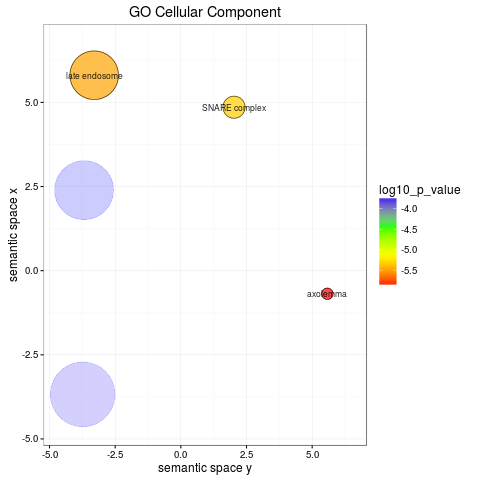 GO Cellular Component
late endosome
SNARE complex
axolemma
5.0
2.5
0.0
-2.5
-5.0
semantic space x
-5.0
-2.5
0.0
2.5
5.0
semantic space y
log10_p_value
-4.0
-4.5
-5.0
-5.5